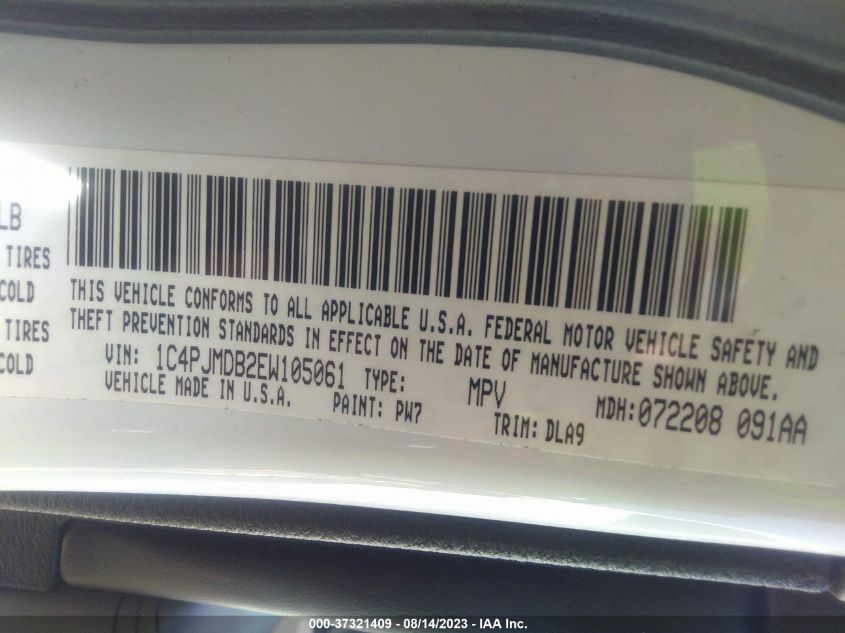 LB
TIRES
COLD
TIRES
COLD
THIS VEHICLE CONFORMS TO ALL APPLICABLE U.S.A. FEDERAL MOTOR VEHICLE SAFETY AND
THEFT PREVENTION STANDARDS IN EFFECT ON THE DATE OF MANUFACTURE SHOWN ABOVE.
VIN: 1C4PJMDB2EW105061 TYPE: MPV MDH:072208 091AA
VEHICLE MADE IN U.S.A. PAINT: PW7 TRIM: DLA9
000-37321409 - 08/14/2023 - IAA Inc.